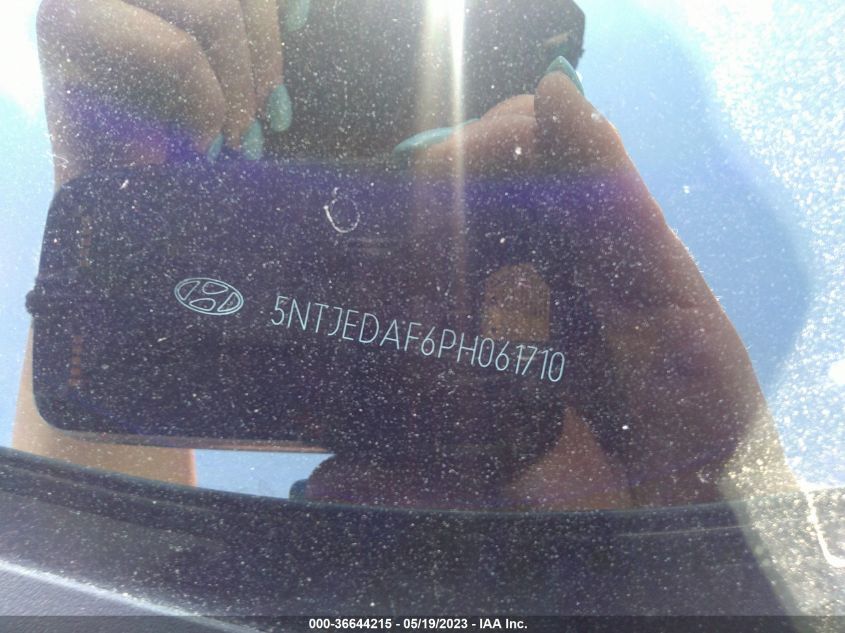 5NTJEDAF6PH061710
000-36644215 - 05/19/2023 - IAA Inc.